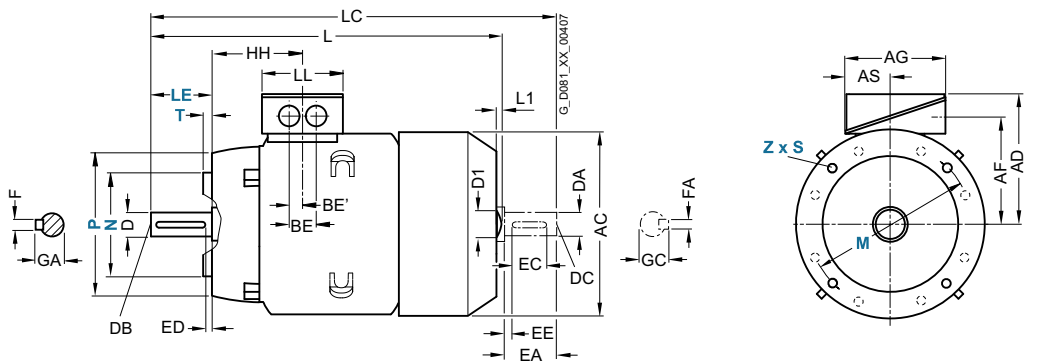 LC
L
HH
LL
LE
T
L1
G_D081_XX_00407
F
GA
P
N
D
DB
ED
BE'
BE
D1
DA
AC
EC
DC
EE
EA
FA
GC
AG
AS
Z x S
AF
AD
M